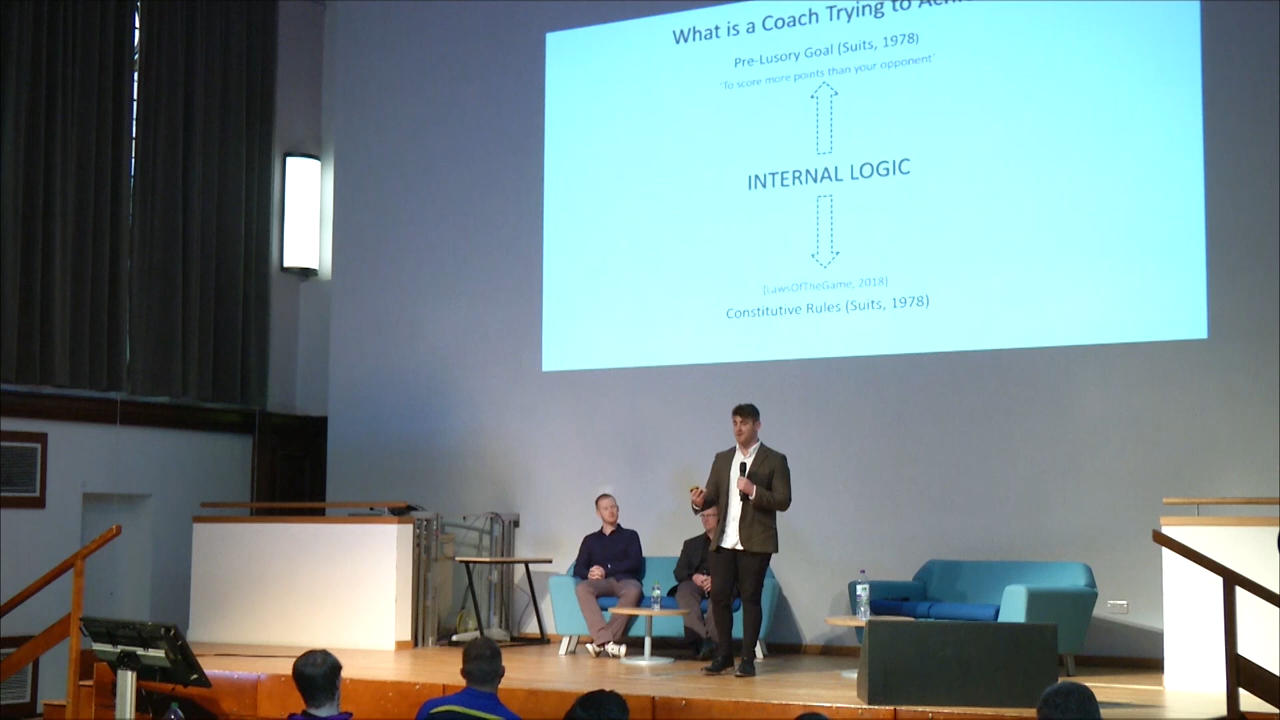 What is a Coach Trying to
Pre-Lusory Goal (Suits, 1978)
'To score more points than your opponent'
INTERNAL LOGIC
(LawsOfTheGame, 2018)
Constitutive Rules (Suits, 1978)